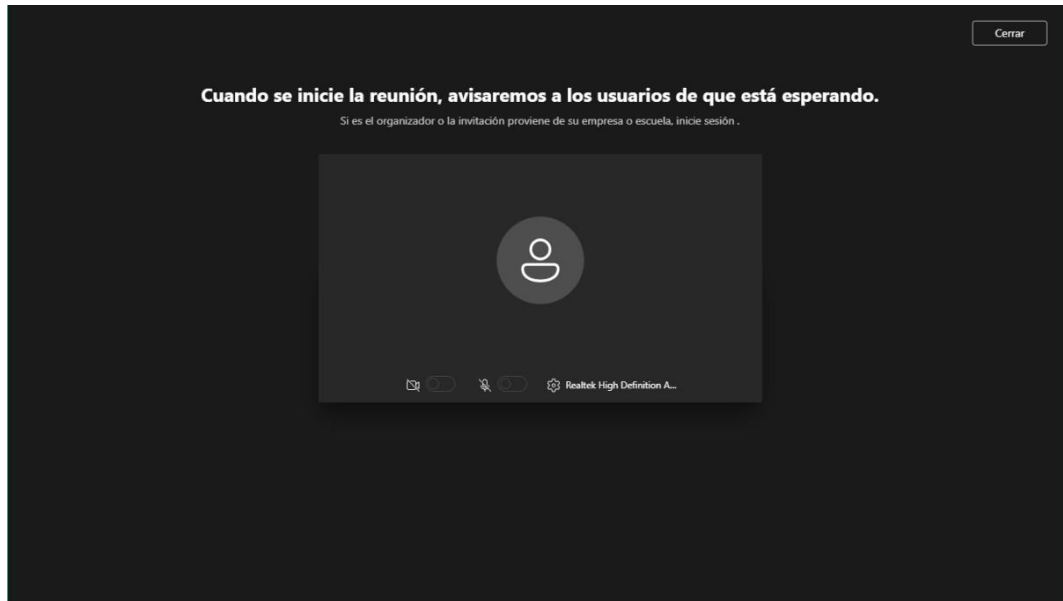 Cerrar
Cuando se inicie la reunión, avisaremos a los usuarios de que está esperando.
Si es el organizador o la invitación proviene de su empresa o escuela, inicie sesión .
Realtek High Definition A...